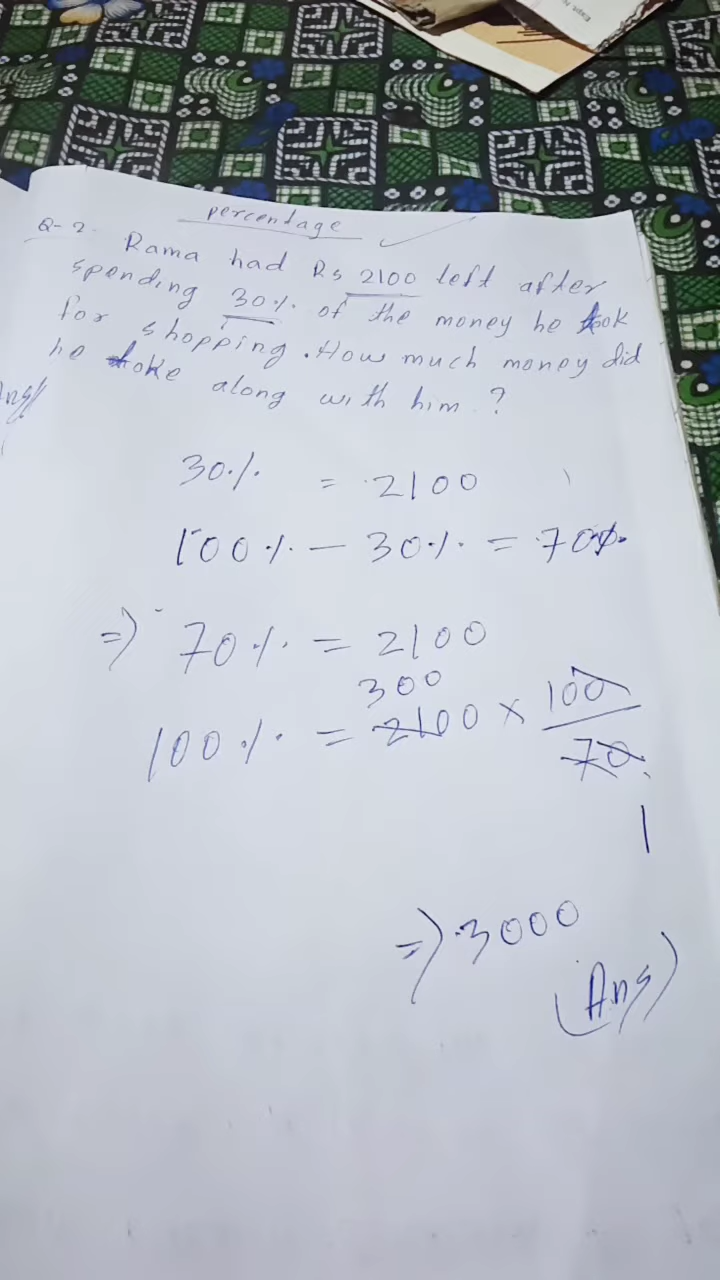 percentage
Q-2. Rama had Rs 2100 left after
spending 30% of the money he took
for shopping. How much money did
he toke along with him ?
Ans
30% = 2100
100% - 30% = 70%
=> 70% = 2100
300
100% = 2100 × 100/70
1
=> 3000
(Ans)